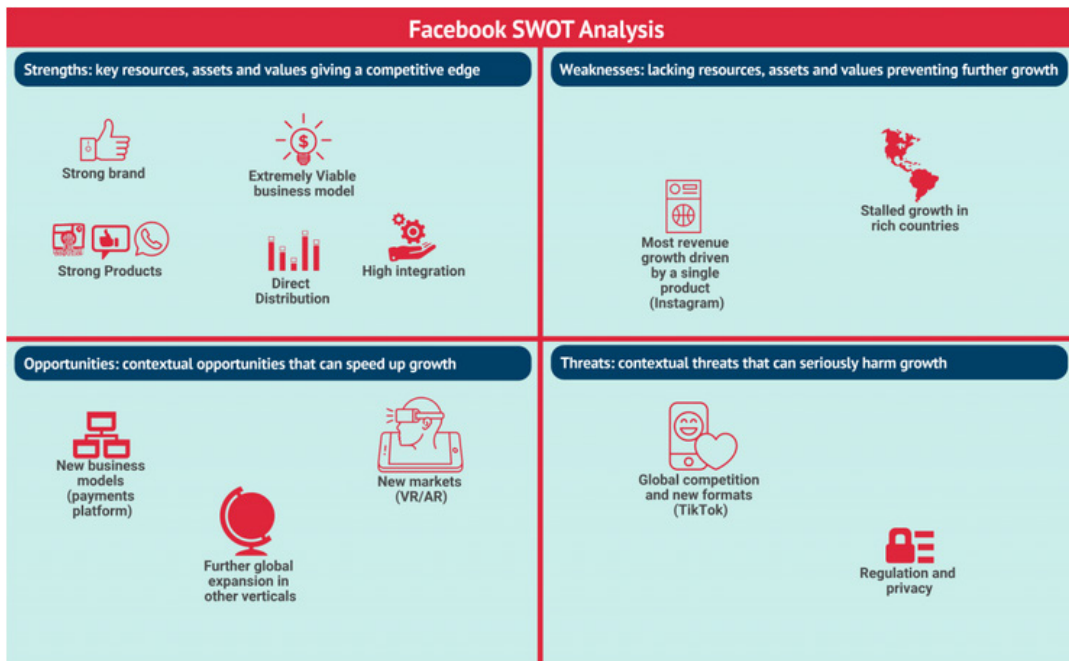 Facebook SWOT Analysis
Strengths: key resources, assets and values giving a competitive edge
Strong brand
Extremely Viable
business model
Strong Products
Direct
Distribution
High integration
Weaknesses: lacking resources, assets and values preventing further growth
Most revenue
growth driven
by a single
product
(Instagram)
Stalled growth in
rich countries
Opportunities: contextual opportunities that can speed up growth
New business
models
(payments
platform)
Further global
expansion in
other verticals
New markets
(VR/AR)
Threats: contextual threats that can seriously harm growth
Global competition
and new formats
(TikTok)
Regulation and
privacy